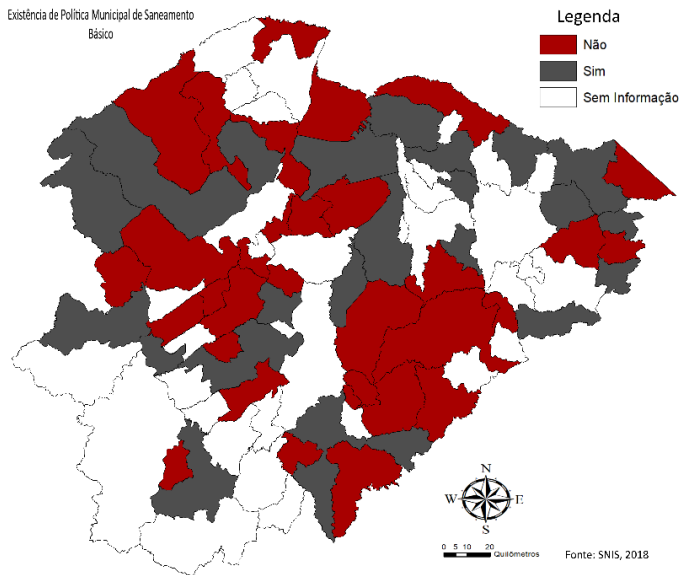 Existência de Política Municipal de Saneamento
Básico
Legenda
Não
Sim
Sem Informação
N
W E
S
0 5 10 20
Quilômetros
Fonte: SNIS, 2018